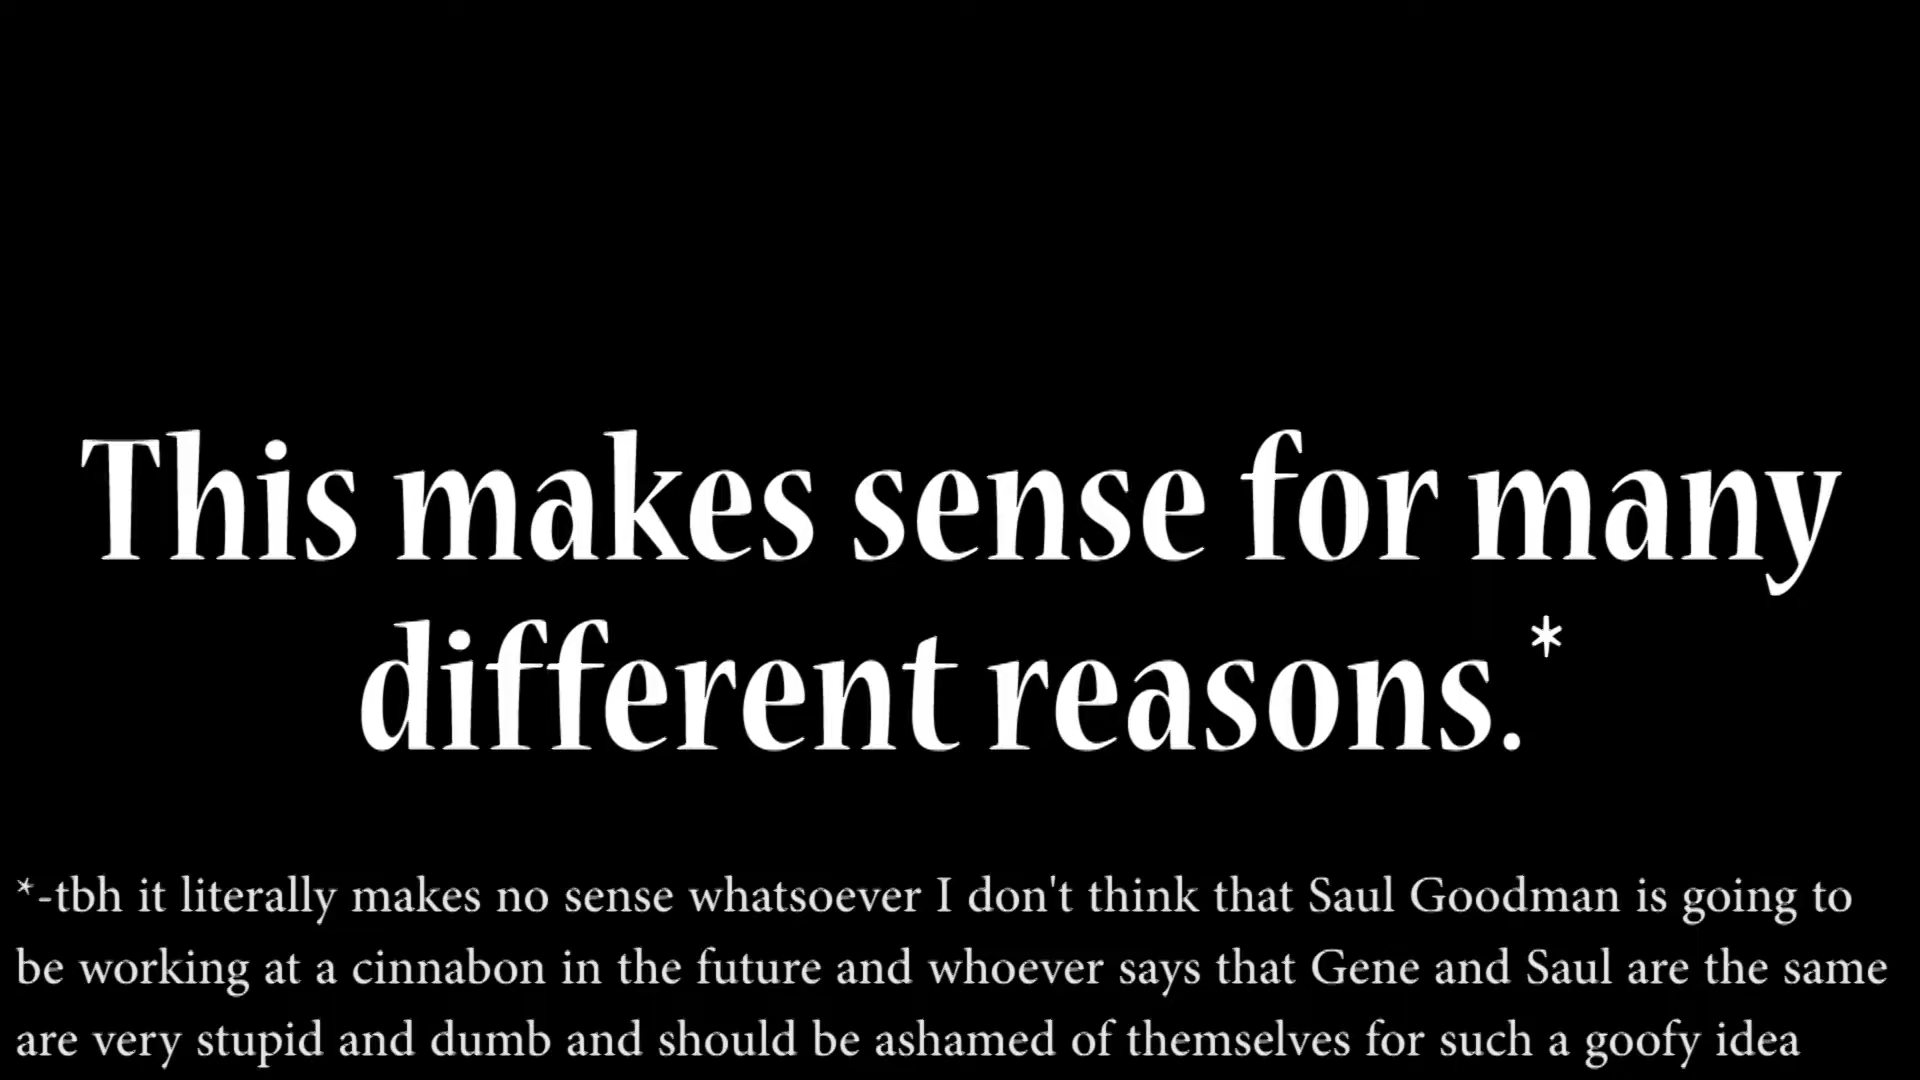 This makes sense for many
different reasons.*
*-tbh it literally makes no sense whatsoever I don't think that Saul Goodman is going to
be working at a cinnabon in the future and whoever says that Gene and Saul are the same
are very stupid and dumb and should be ashamed of themselves for such a goofy idea